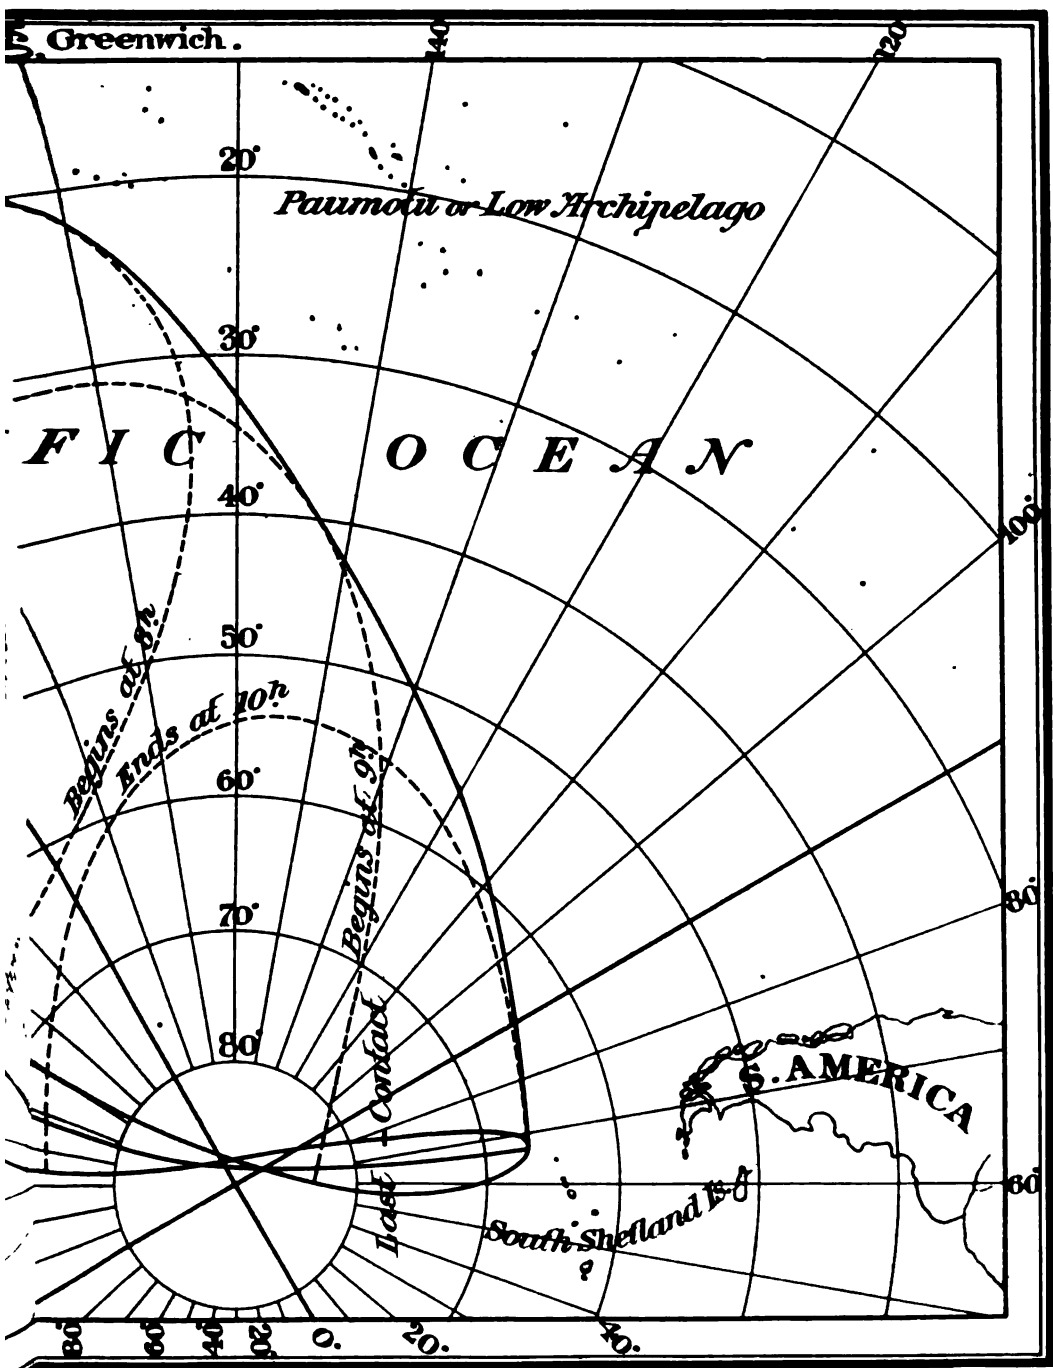 E. Greenwich.
140
120
20°
Paumotu or Low Archipelago
30°
FIC OCEAN
40°
100°
50°
Begins at 8h
Ends at 10h
Begins at 9h
60°
80°
70°
Last Contact
80°
S. AMERICA
60°
South Shetland Is.
80°
60°
40°
20°
0°
20°
40°